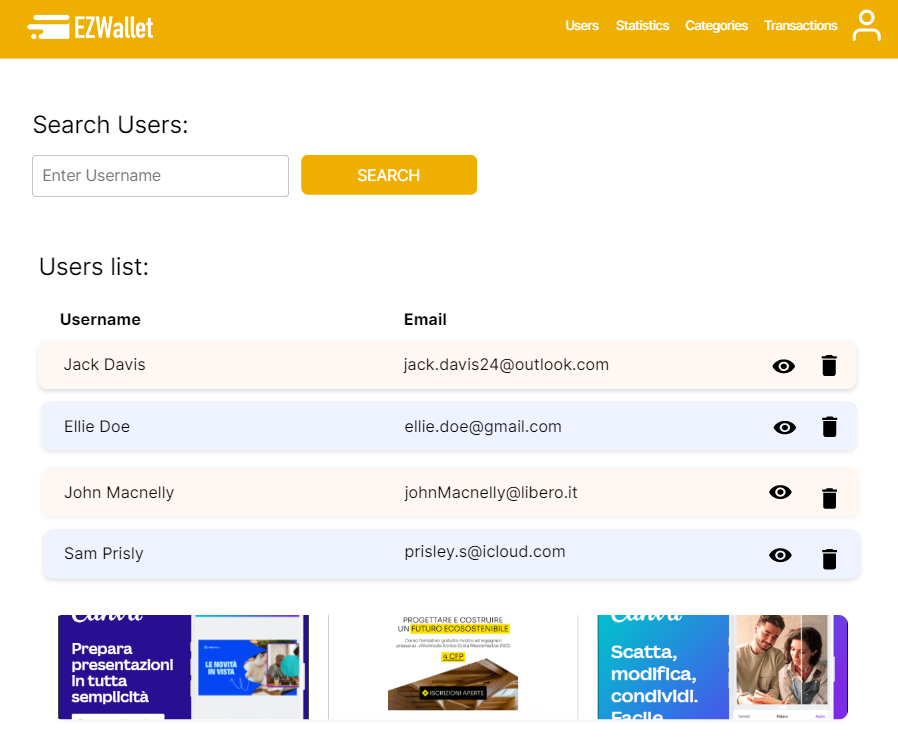 EZWallet
Users Statistics Categories Transactions
Search Users:
Enter Username
SEARCH
Users list:
Username Email
Jack Davis jack.davis24@outlook.com
Ellie Doe ellie.doe@gmail.com
John Macnelly johnMacnelly@libero.it
Sam Prisly prisley.s@icloud.com
Canva
Prepara
presentazioni
in tutta
semplicità
LE NOVITÀ
IN VISTA
PROGETTARE E COSTRUIRE
UN FUTURO ECOSOSTENIBILE
4 CFP
ISCRIZIONI APERTE
Canva
Scatta,
modifica,
condividi.
Facile
Cancel Filters Apply